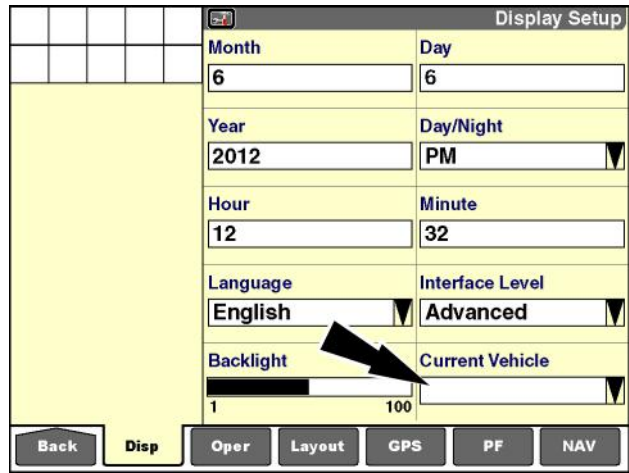 Display Setup
Month Day
6 6
Year Day/Night
2012 PM
Hour Minute
12 32
Language Interface Level
English Advanced
Backlight Current Vehicle
1 100
Back Disp Oper Layout GPS PF NAV